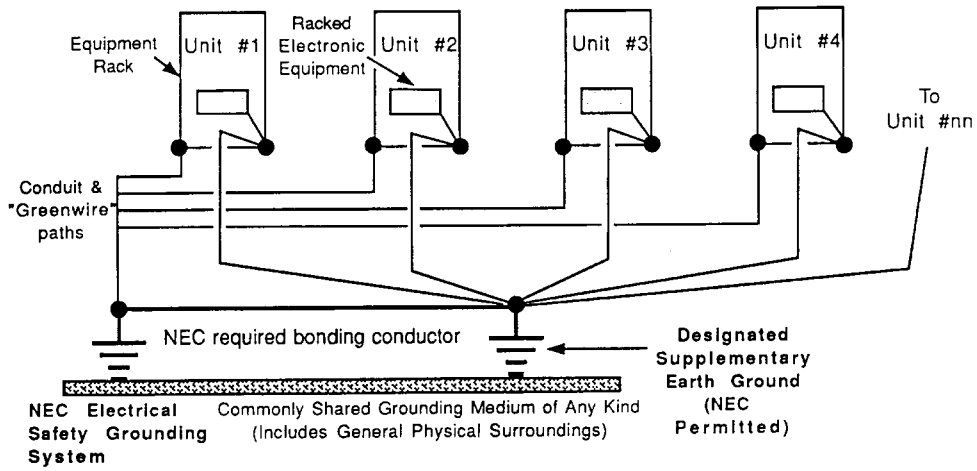 Equipment
Rack
Unit #1
Racked
Electronic
Equipment
Unit #2
Unit #3
Unit #4
To
Unit #nn
Conduit &
"Greenwire"
paths
NEC required bonding conductor
Designated
Supplementary
Earth Ground
(NEC
Permitted)
NEC Electrical
Safety Grounding
System
Commonly Shared Grounding Medium of Any Kind
(Includes General Physical Surroundings)